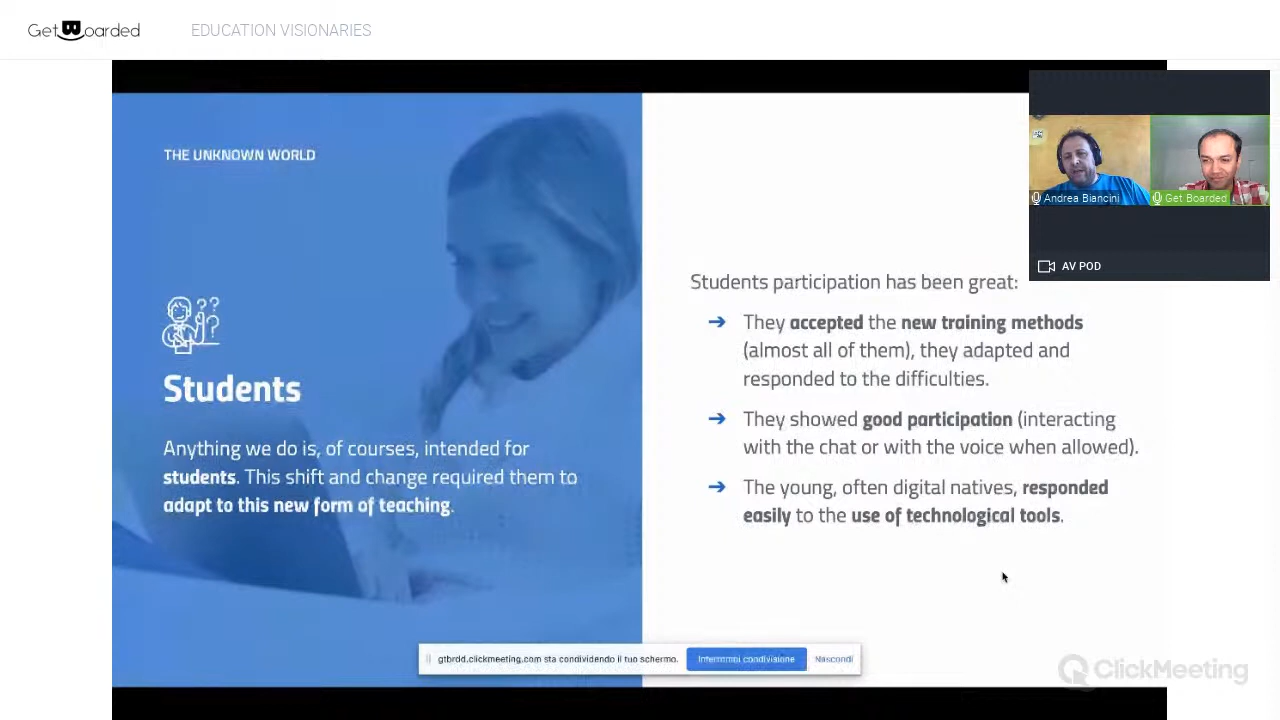 GetBoarded
EDUCATION VISIONARIES
THE UNKNOWN WORLD
??
?
Students
Anything we do is, of courses, intended for
students. This shift and change required them to
adapt to this new form of teaching.
Students participation has been great:
➔ They accepted the new training methods
(almost all of them), they adapted and
responded to the difficulties.
➔ They showed good participation (interacting
with the chat or with the voice when allowed).
➔ The young, often digital natives, responded
easily to the use of technological tools.
Andrea Biancini
Get Boarded
AV POD
gtbrdd.clickmeeting.com sta condividendo il tuo schermo.
Interrompi condivisione
Nascondi
ClickMeeting